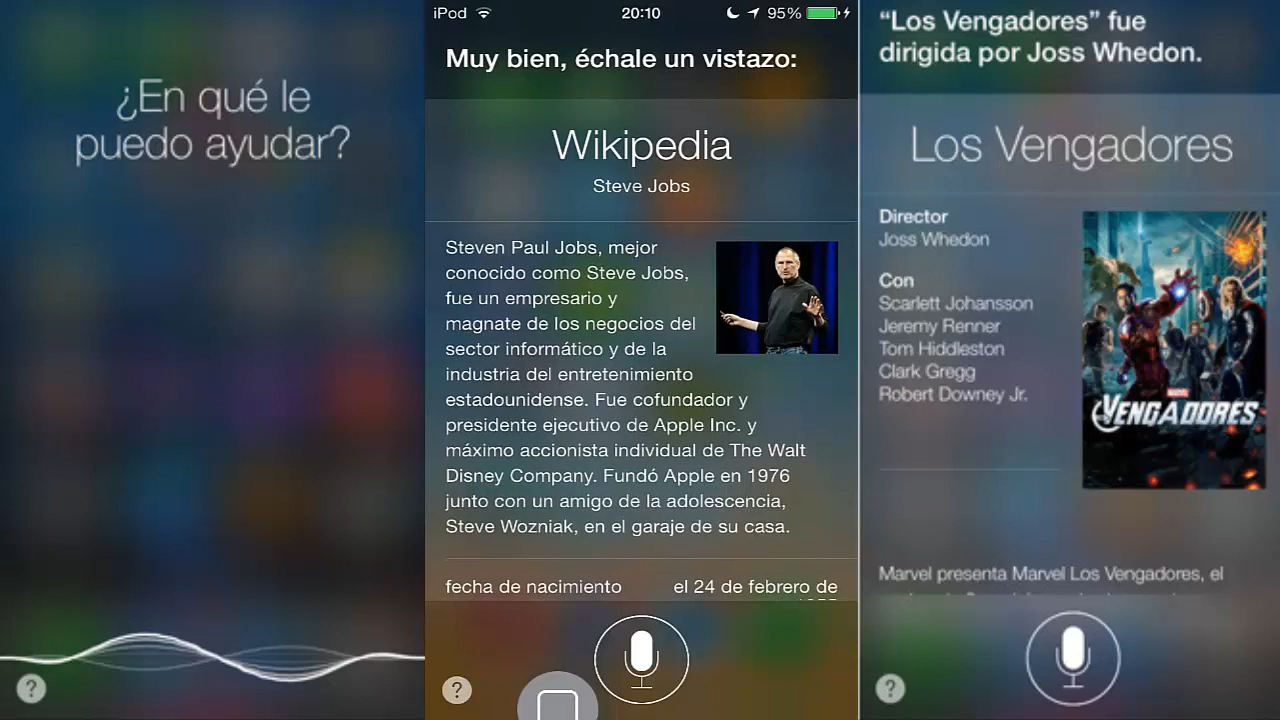 ¿En qué le
puedo ayudar?
?
iPod
20:10
95%
Muy bien, échale un vistazo:
Wikipedia
Steve Jobs
Steven Paul Jobs, mejor
conocido como Steve Jobs,
fue un empresario y
magnate de los negocios del
sector informático y de la
industria del entretenimiento
estadounidense. Fue cofundador y
presidente ejecutivo de Apple Inc. y
máximo accionista individual de The Walt
Disney Company. Fundó Apple en 1976
junto con un amigo de la adolescencia,
Steve Wozniak, en el garaje de su casa.
fecha de nacimiento el 24 de febrero de
?
“Los Vengadores” fue
dirigida por Joss Whedon.
Los Vengadores
Director
Joss Whedon
Con
Scarlett Johansson
Jeremy Renner
Tom Hiddleston
Clark Gregg
Robert Downey Jr.
MARVEL
VENGADORES
Marvel presenta Marvel Los Vengadores, el
?